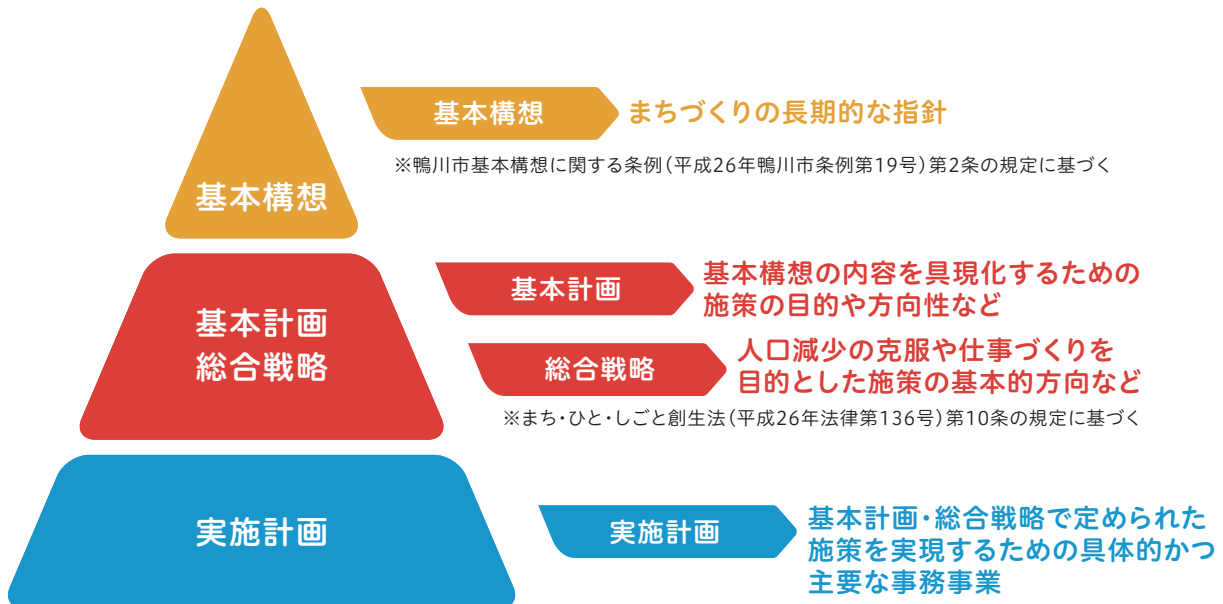 基本構想
基本構想
まちづくりの長期的な指針
※鴨川市基本構想に関する条例(平成26年鴨川市条例第19号)第2条の規定に基づく
基本計画
総合戦略
基本計画
基本構想の内容を具現化するための
施策の目的や方向性など
総合戦略
人口減少の克服や仕事づくりを
目的とした施策の基本的方向など
※まち・ひと・しごと創生法(平成26年法律第136号)第10条の規定に基づく
実施計画
実施計画
基本計画・総合戦略で定められた
施策を実現するための具体的かつ
主要な事務事業